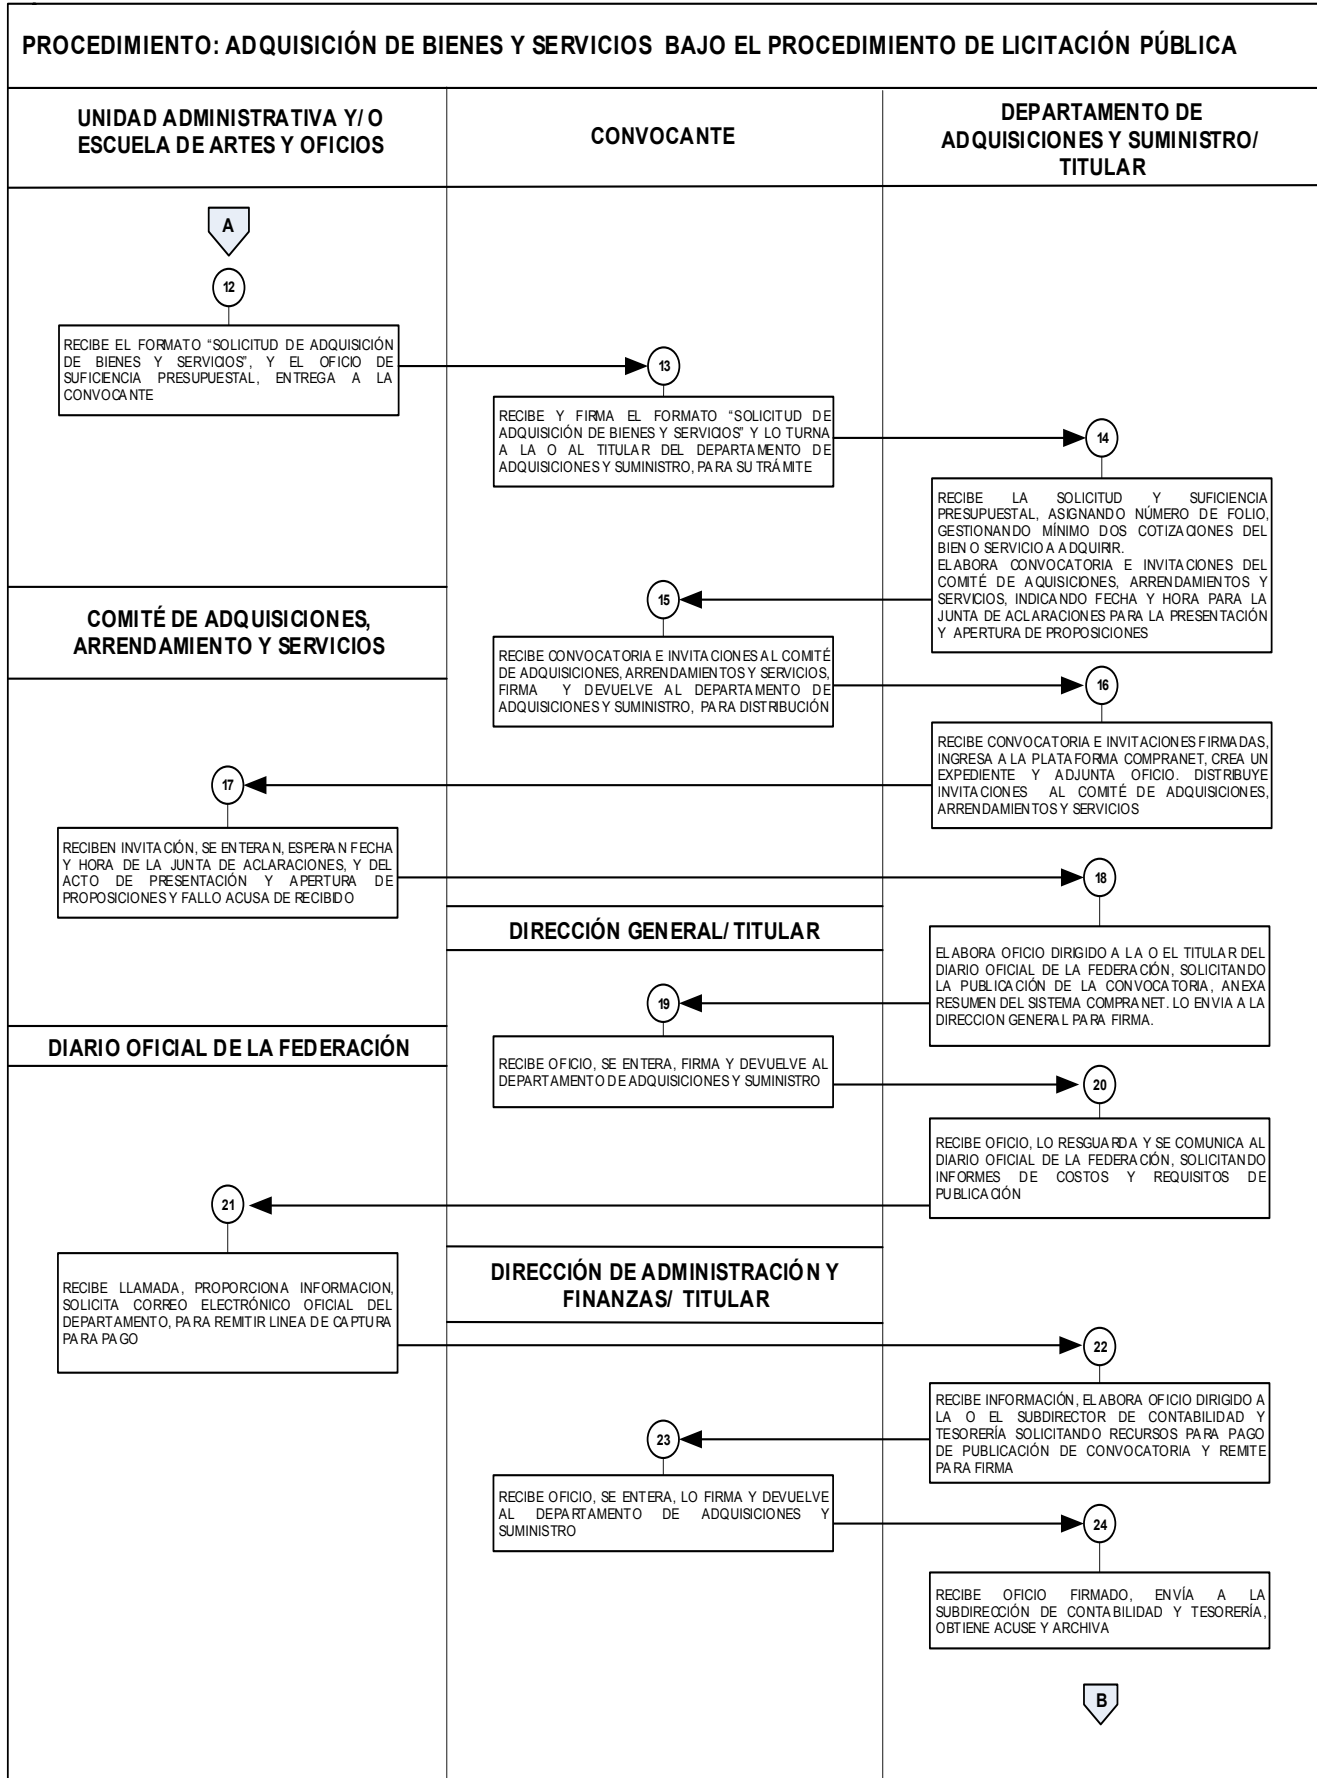 PROCEDIMIENTO: ADQUISICIÓN DE BIENES Y SERVICIOS BAJO EL PROCEDIMIENTO DE LICITACIÓN PÚBLICA
UNIDAD ADMINISTRATIVA Y/O
ESCUELA DE ARTES Y OFICIOS
CONVOCANTE
DEPARTAMENTO DE
ADQUISICIONES Y SUMINISTRO/
TITULAR
A
12
RECIBE EL FORMATO “SOLICITUD DE ADQUISICIÓN
DE BIENES Y SERVICIOS”, Y EL OFICIO DE
SUFICIENCIA PRESUPUESTAL, ENTREGA A LA
CONVOCANTE
13
RECIBE Y FIRMA EL FORMATO “SOLICITUD DE
ADQUISICIÓN DE BIENES Y SERVICIOS” Y LO TURNA
A LA O AL TITULAR DEL DEPARTAMENTO DE
ADQUISICIONES Y SUMINISTRO, PARA SU TRÁMITE
14
RECIBE LA SOLICITUD Y SUFICIENCIA
PRESUPUESTAL, ASIGNANDO NÚMERO DE FOLIO,
GESTIONANDO MÍNIMO DOS COTIZACIONES DEL
BIEN O SERVICIO A ADQUIRIR.
ELABORA CONVOCATORIA E INVITACIONES DEL
COMITÉ DE AQUISICIONES, ARRENDAMIENTOS Y
SERVICIOS, INDICANDO FECHA Y HORA PARA LA
JUNTA DE ACLARACIONES PARA LA PRESENTACIÓN
Y APERTURA DE PROPOSICIONES
COMITÉ DE ADQUISICIONES,
ARRENDAMIENTO Y SERVICIOS
15
RECIBE CONVOCATORIA E INVITACIONES AL COMITÉ
DE ADQUISICIONES, ARRENDAMIENTOS Y SERVICIOS,
FIRMA Y DEVUELVE AL DEPARTAMENTO DE
ADQUISICIONES Y SUMINISTRO, PARA DISTRIBUCIÓN
16
RECIBE CONVOCATORIA E INVITACIONES FIRMADAS,
INGRESA A LA PLATAFORMA COMPRANET, CREA UN
EXPEDIENTE Y ADJUNTA OFICIO. DISTRIBUYE
INVITACIONES AL COMITÉ DE ADQUISICIONES,
ARRENDAMIENTOS Y SERVICIOS
17
RECIBEN INVITACIÓN, SE ENTERAN, ESPERAN FECHA
Y HORA DE LA JUNTA DE ACLARACIONES, Y DEL
ACTO DE PRESENTACIÓN Y APERTURA DE
PROPOSICIONES Y FALLO ACUSA DE RECIBIDO
18
ELABORA OFICIO DIRIGIDO A LA O EL TITULAR DEL
DIARIO OFICIAL DE LA FEDERACIÓN, SOLICITANDO
LA PUBLICACIÓN DE LA CONVOCATORIA, ANEXA
RESUMEN DEL SISTEMA COMPRANET. LO ENVIA A LA
DIRECCION GENERAL PARA FIRMA.
DIRECCIÓN GENERAL/ TITULAR
19
RECIBE OFICIO, SE ENTERA, FIRMA Y DEVUELVE AL
DEPARTAMENTO DE ADQUISICIONES Y SUMINISTRO
DIARIO OFICIAL DE LA FEDERACIÓN
20
RECIBE OFICIO, LO RESGUARDA Y SE COMUNICA AL
DIARIO OFICIAL DE LA FEDERACIÓN, SOLICITANDO
INFORMES DE COSTOS Y REQUISITOS DE
PUBLICACIÓN
21
RECIBE LLAMADA, PROPORCIONA INFORMACION,
SOLICITA CORREO ELECTRÓNICO OFICIAL DEL
DEPARTAMENTO, PARA REMITIR LINEA DE CAPTURA
PARA PAGO
DIRECCIÓN DE ADMINISTRACIÓN Y
FINANZAS/ TITULAR
22
RECIBE INFORMACIÓN, ELABORA OFICIO DIRIGIDO A
LA O EL SUBDIRECTOR DE CONTABILIDAD Y
TESORERÍA SOLICITANDO RECURSOS PARA PAGO
DE PUBLICACIÓN DE CONVOCATORIA Y REMITE
PARA FIRMA
23
RECIBE OFICIO, SE ENTERA, LO FIRMA Y DEVUELVE
AL DEPARTAMENTO DE ADQUISICIONES Y
SUMINISTRO
24
RECIBE OFICIO FIRMADO, ENVÍA A LA
SUBDIRECCIÓN DE CONTABILIDAD Y TESORERÍA,
OBTIENE ACUSE Y ARCHIVA
B